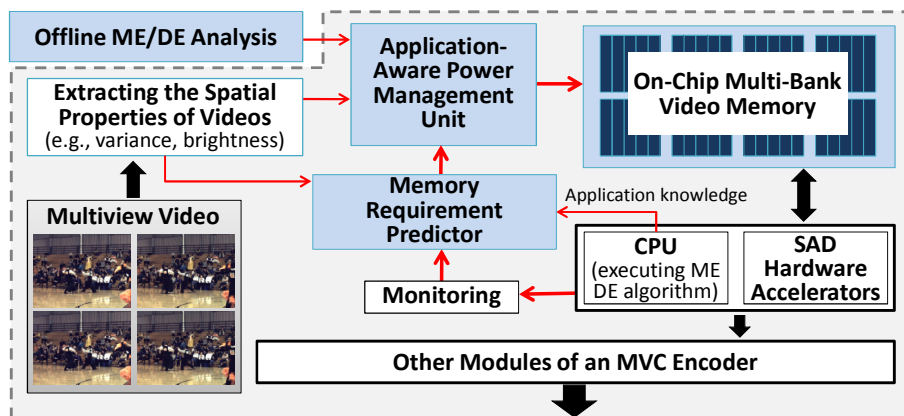 Offline ME/DE Analysis
Application-
Aware Power
Management
Unit
On-Chip Multi-Bank
Video Memory
Extracting the Spatial
Properties of Videos
(e.g., variance, brightness)
Memory
Requirement
Predictor
Application knowledge
Multiview Video
CPU
(executing ME
DE algorithm)
SAD
Hardware
Accelerators
Monitoring
Other Modules of an MVC Encoder